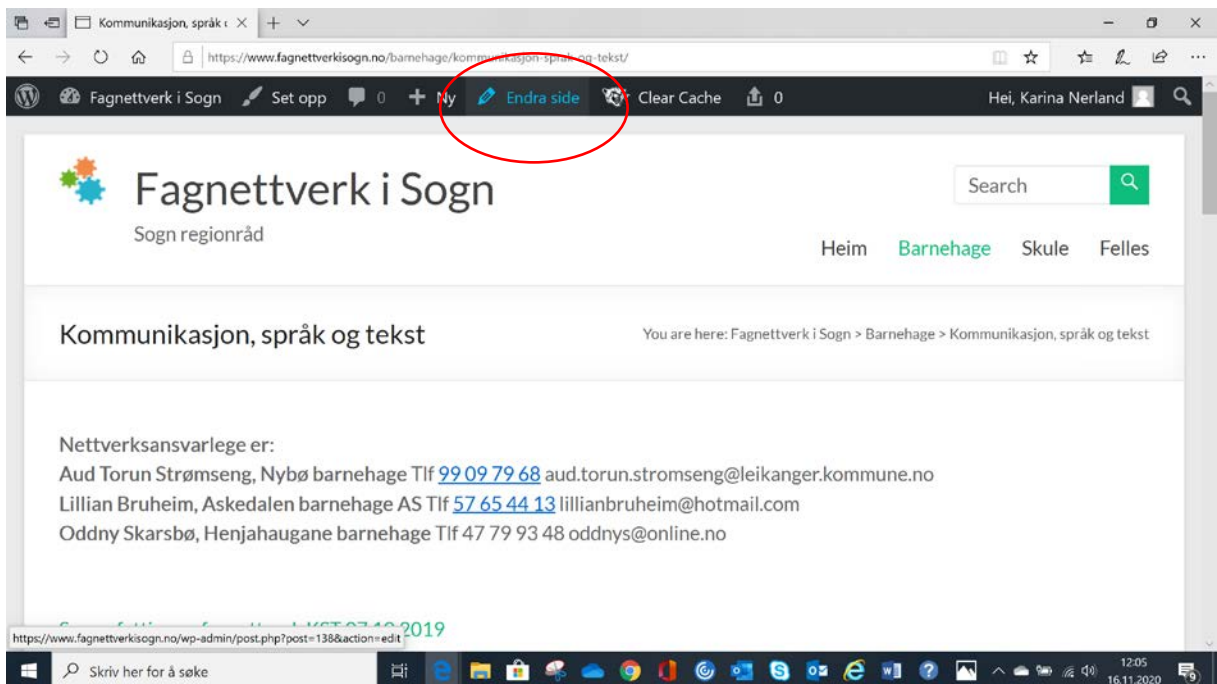 Kommunikasjon, språk o
https://www.fagnettverkisogn.no/barnehage/kommunikasjon-sprak-og-tekst/
Fagnettverk i Sogn Set opp 0 Ny Endra side Clear Cache 0 Hei, Karina Nerland
Fagnettverk i Sogn
Search
Sogn regionråd
Heim Barnehage Skule Felles
Kommunikasjon, språk og tekst
You are here: Fagnettverk i Sogn > Barnehage > Kommunikasjon, språk og tekst
Nettverksansvarlege er:
Aud Torun Strømseng, Nybø barnehage Tlf 99 09 79 68 aud.torun.stromseng@leikanger.kommune.no
Lillian Bruheim, Askedalen barnehage AS Tlf 57 65 44 13 lillianbruheim@hotmail.com
Oddny Skarsbø, Henjahaugane barnehage Tlf 47 79 93 48 oddnys@online.no
2019
https://www.fagnettverkisogn.no/wp-admin/post.php?post=138&action=edit
Skriv her for å søke
12:05
16.11.2020